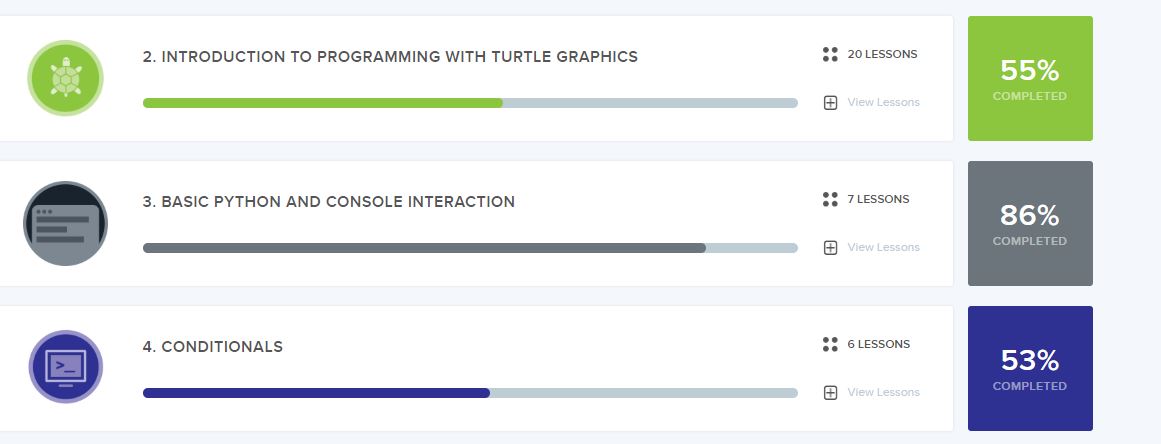 2. INTRODUCTION TO PROGRAMMING WITH TURTLE GRAPHICS
20 LESSONS
View Lessons
55%
COMPLETED
3. BASIC PYTHON AND CONSOLE INTERACTION
7 LESSONS
View Lessons
86%
COMPLETED
4. CONDITIONALS
6 LESSONS
>_
View Lessons
53%
COMPLETED